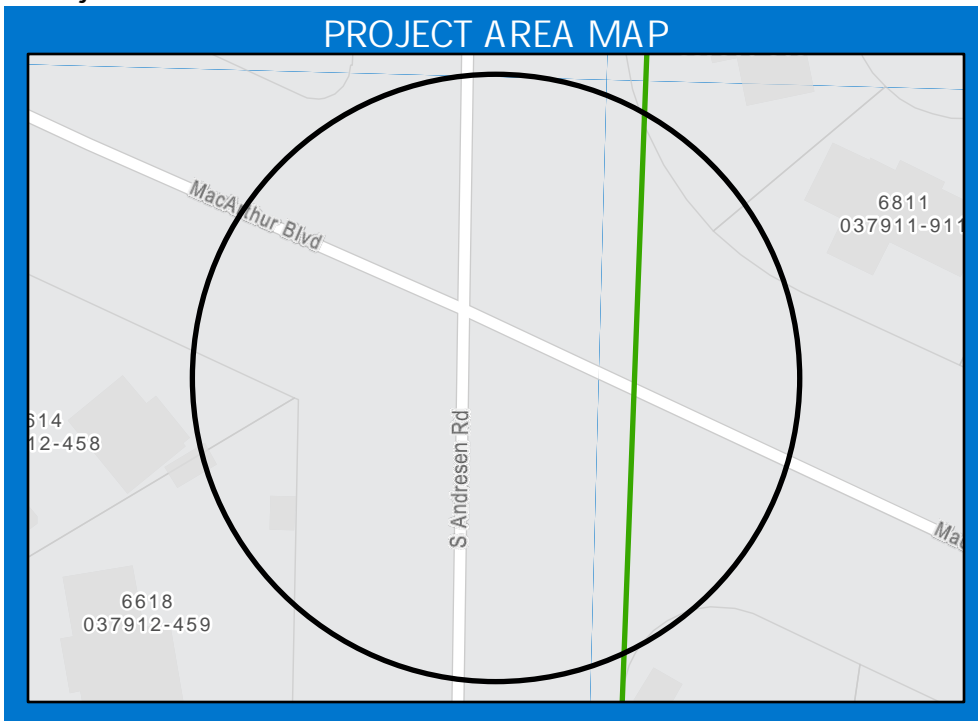 PROJECT AREA MAP
MacArthur Blvd
6811
037911-911
614
12-458
S Andresen Rd
Mac
6618
037912-459